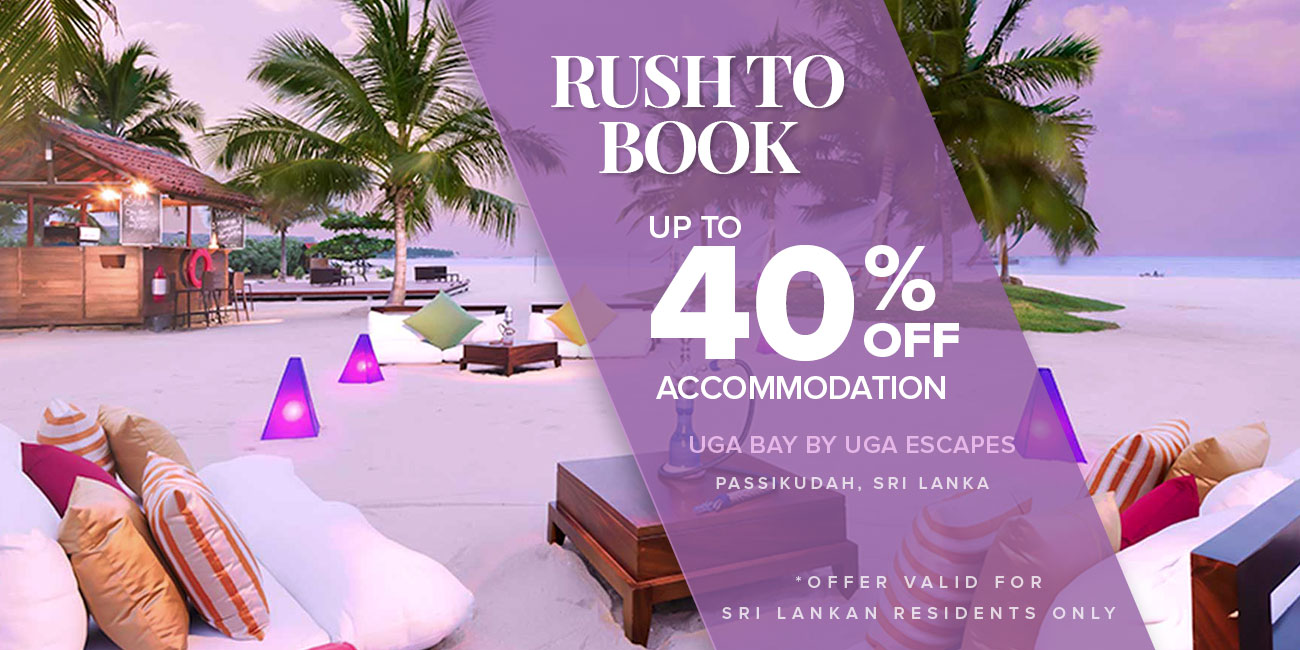 RUSH TO
BOOK
UP TO
40%
OFF
ACCOMMODATION
UGA BAY BY UGA ESCAPES
PASSIKUDAH, SRI LANKA
*OFFER VALID FOR
SRI LANKAN RESIDENTS ONLY